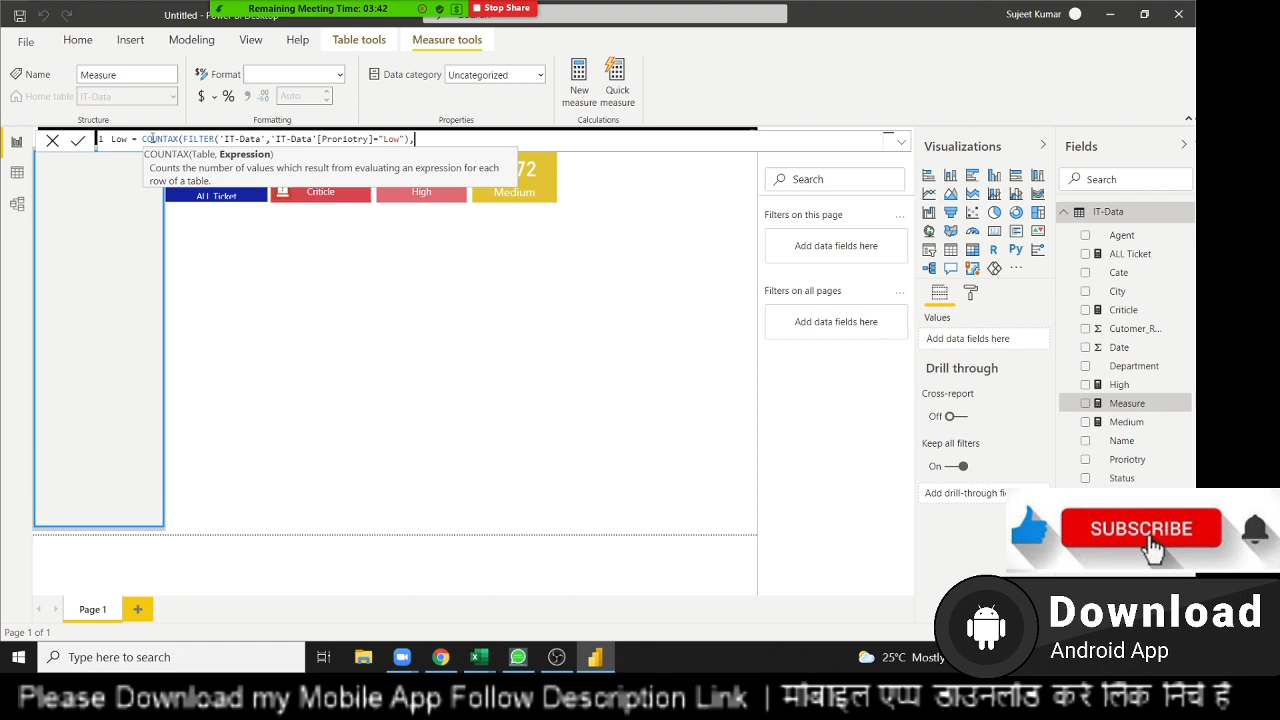 Untitled - Power BI Desktop
Remaining Meeting Time: 03:42
Stop Share
Search
Sujeet Kumar
File
Home
Insert
Modeling
View
Help
Table tools
Measure tools
Name
Measure
Home table
IT-Data
Structure
Format
$ % 9 Auto
Formatting
Data category
Uncategorized
Properties
New measure
Quick measure
Calculations
1 Low = COUNTAX(FILTER('IT-Data','IT-Data'[Proriotry]="Low"),
COUNTAX(Table, Expression)
Counts the number of values which result from evaluating an expression for each
row of a table.
72
ALL Ticket
Criticle
High
Medium
Search
Filters on this page
...
Add data fields here
Filters on all pages
...
Add data fields here
Visualizations
R
Py
...
Values
Add data fields here
Drill through
Cross-report
Off
Keep all filters
On
Add drill-through fi
Fields
Search
IT-Data
Agent
ALL Ticket
Cate
City
Criticle
Cutomer_R...
Date
Department
High
Measure
Medium
Name
Proriotry
Status
SUBSCRIBE
Download
Android App
Page 1
+
Page 1 of 1
Type here to search
25°C Mostly
Please Download my Mobile App Follow Description Link | मोबाइल एप्प डाउनलोड करे लिंक निचे है